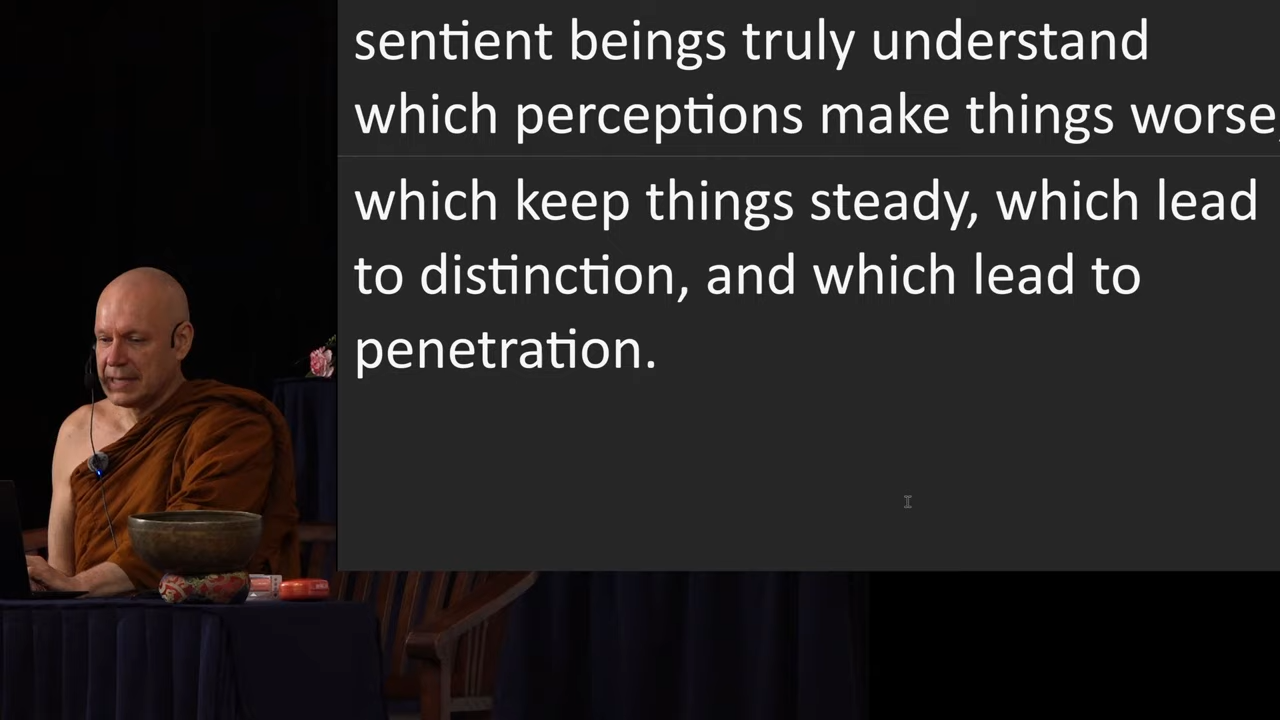 sentient beings truly understand
which perceptions make things worse,
which keep things steady, which lead
to distinction, and which lead to
penetration.